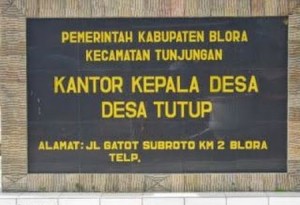 PEMERINTAH KABUPATEN BLORA
KECAMATAN TUNJUNGAN
KANTOR KEPALA DESA
DESA TUTUP
ALAMAT: JL GATOT SUBROTO KM 2 BLORA
TELP,